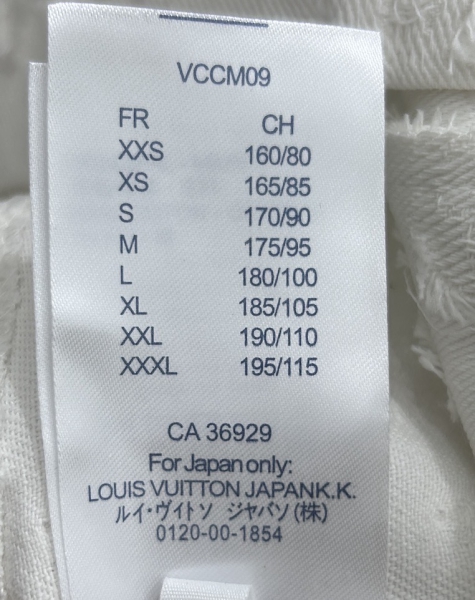 VCCM09
FR CH
XXS 160/80
XS 165/85
S 170/90
M 175/95
L 180/100
XL 185/105
XXL 190/110
XXXL 195/115
CA 36929
For Japan only:
LOUIS VUITTON JAPANK.K.
ルイ・ヴィトソ ジャバソ(株)
0120-00-1854